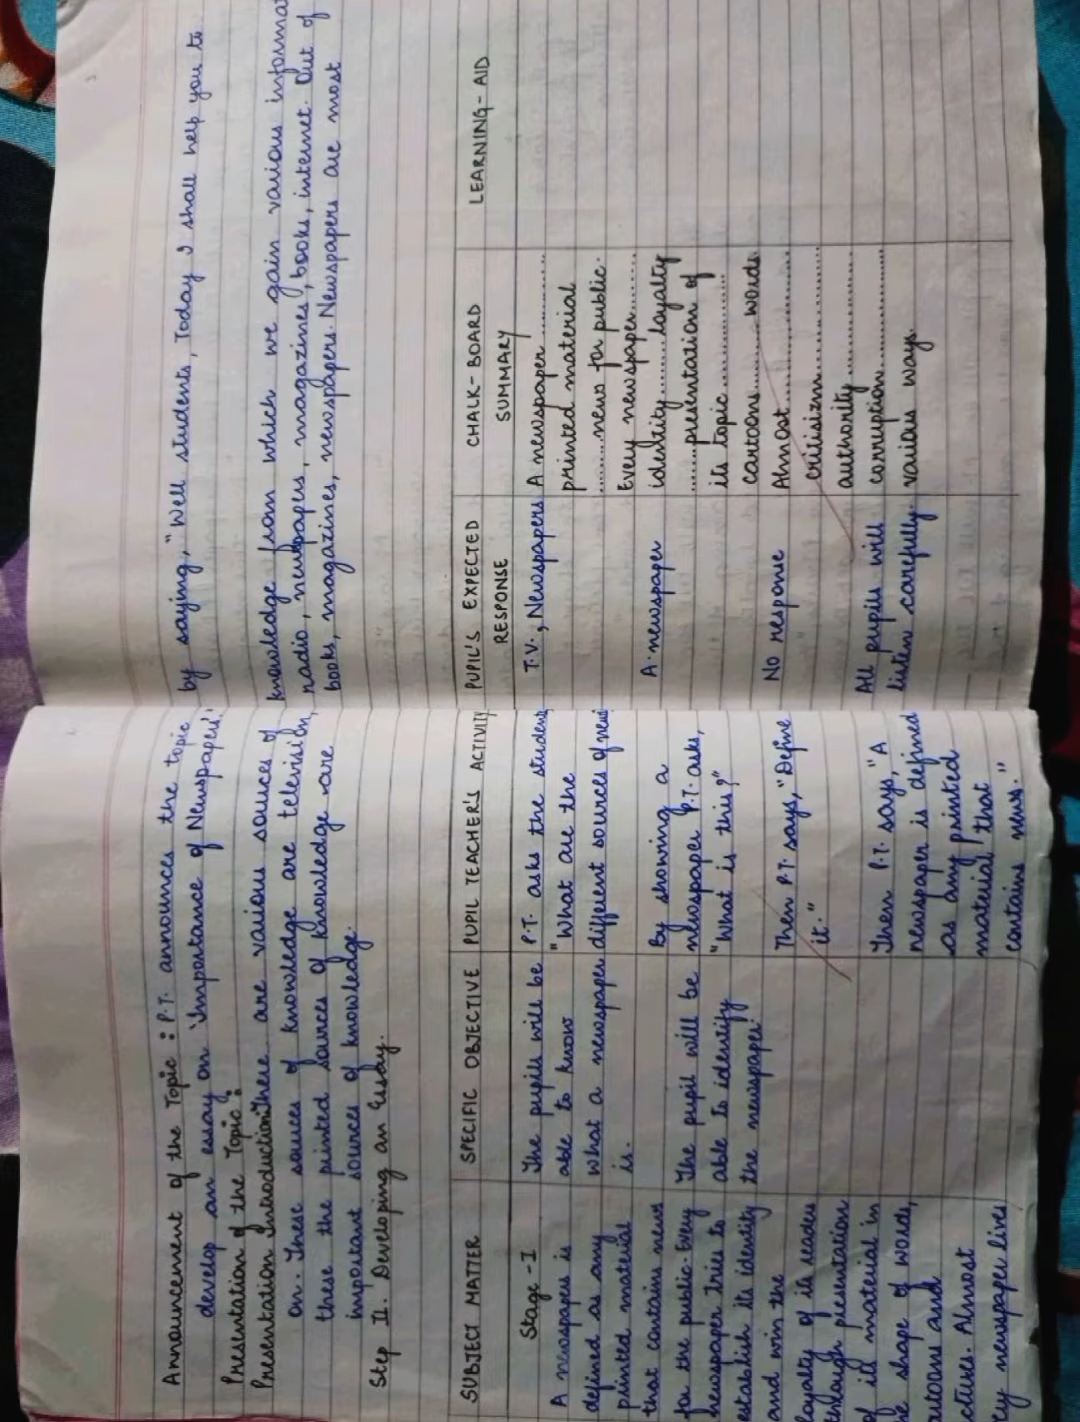 Announcement of the Topic : P.T. announces the topic by saying, "Well students, Today I shall help you to
develop an essay on 'Importance of Newspaper'."
Presentation of the Topic :
Presentation Introduction There are various sources of knowledge from which we gain various informat
on. These sources of knowledge are television, radio, newspapers, magazines, books, internet. Out of
these the printed sources of knowledge are books, magazines, newspapers. Newspapers are most
important sources of knowledge.
Step II. Developing an Essay.
SUBJECT MATTER
Stage - I
A newspaper is
defined as any
printed material
that contains news
for the public. Every
newspaper tries to
establish its identity
and win the
loyalty of its readers
through presentation
of it material in
shape of words,
cartoons and
Almost
newspaper lives
SPECIFIC OBJECTIVE
The pupils will be
able to know
what a newspaper
is.
The pupil will be
able to identify
the newspaper.
PUPIL TEACHER'S ACTIVITY
P.T. asks the students
"What are the
different sources of news
By showing a
newspaper P.T. asks,
"What is this?"
Then P.T. says, "Define
it."
Then P.T. says, "A
newspaper is defined
as any printed
material that
contains news."
PUPIL'S EXPECTED
RESPONSE
T.V., Newspapers
A newspaper
No response
All pupils will
listen carefully.
CHALK-BOARD
SUMMARY
A newspaper ..........
printed material
........news for public.
Every newspaper.......
identity........loyalty
......presentation of
its topic ............
cartoons........words
Almost................
critisizm.............
authority.............
corruption............
various ways.
LEARNING-AID